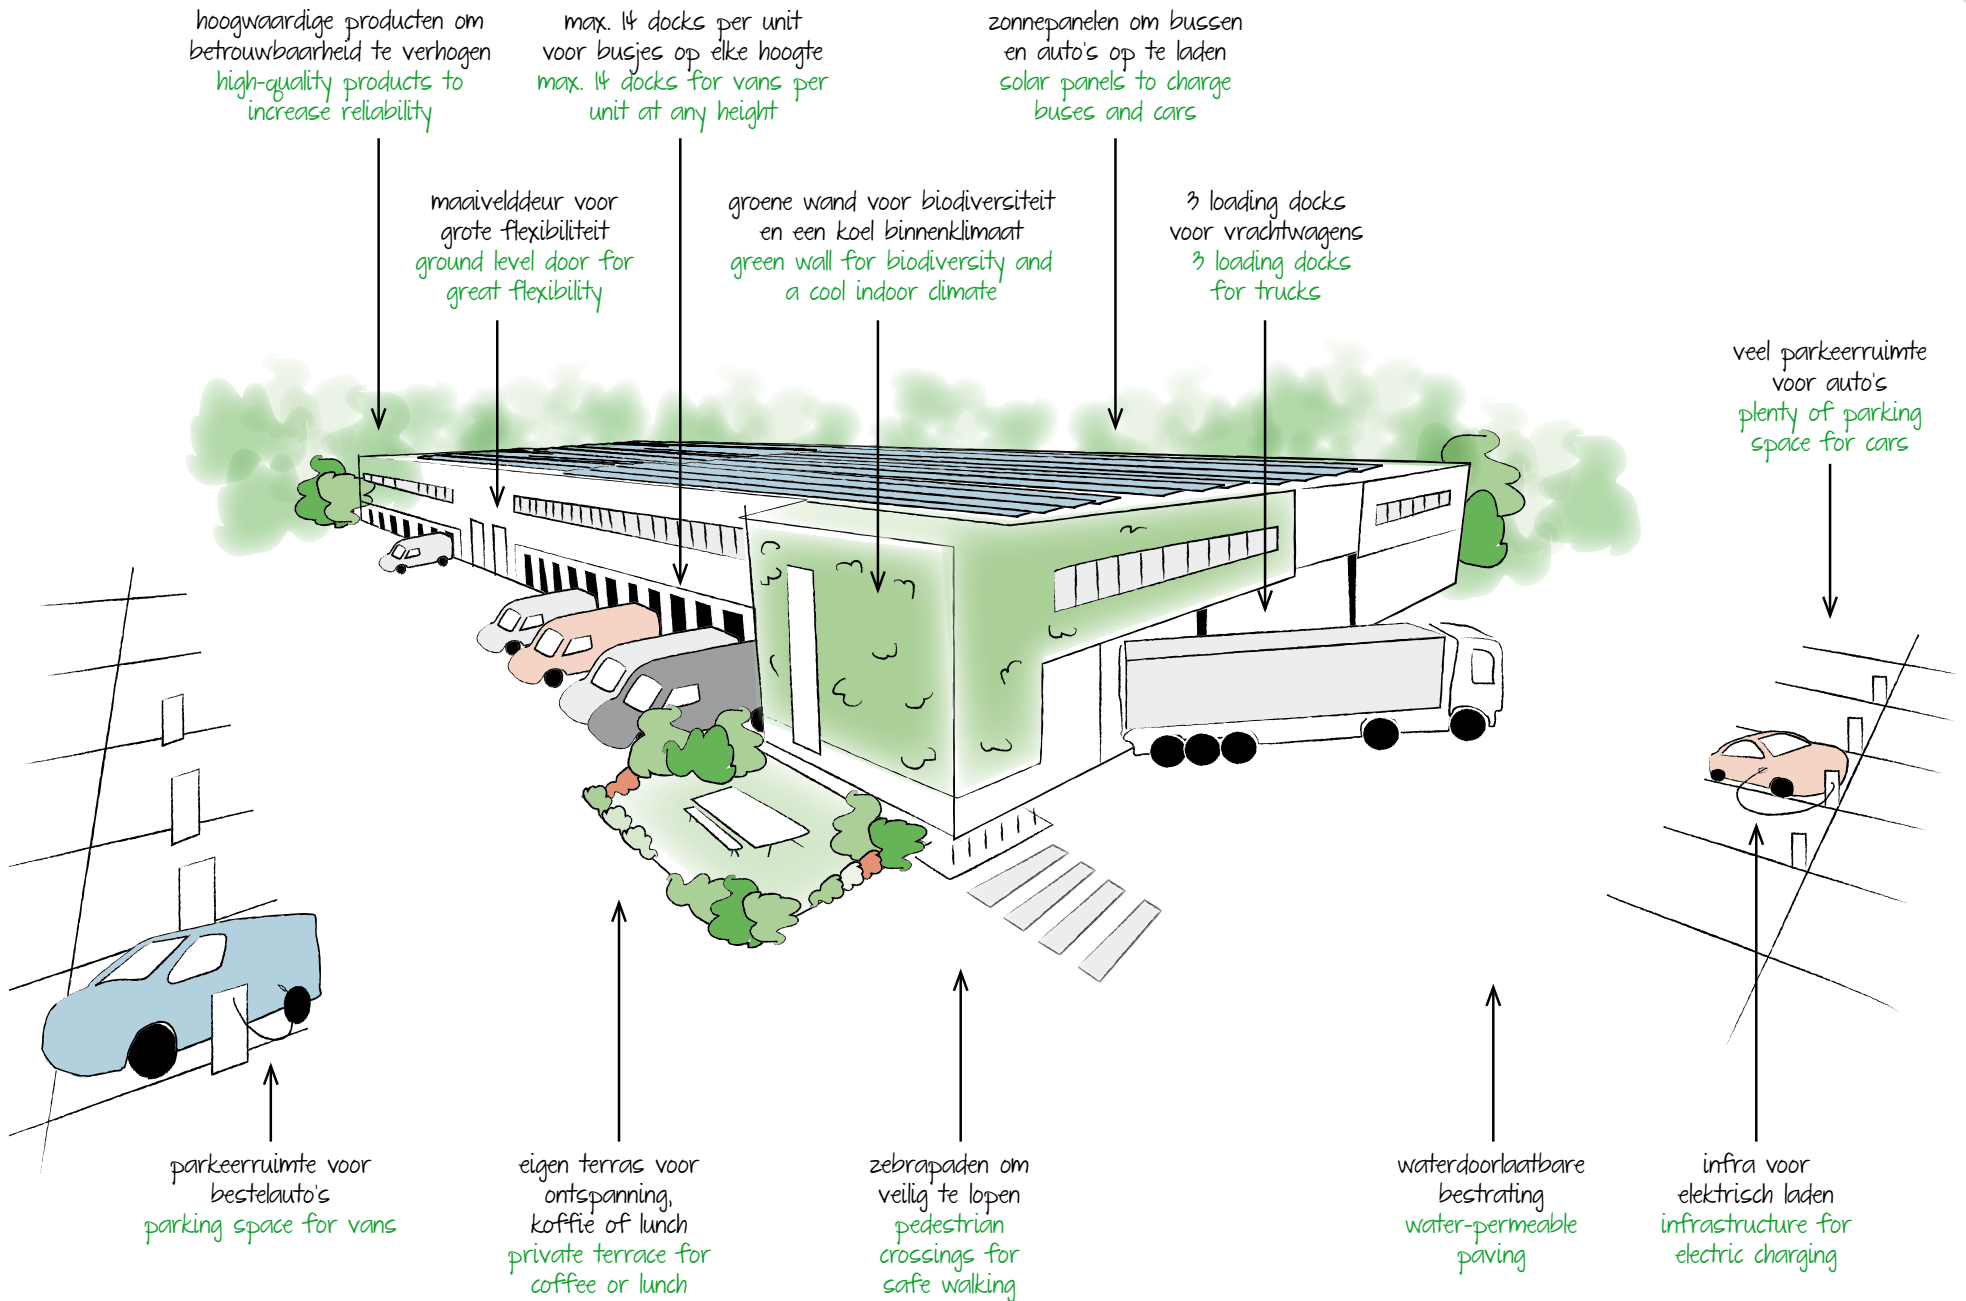 hoogwaardige producten om
betrouwbaarheid te verhogen
high-quality products to
increase reliability
max. 14 docks per unit
voor busjes op elke hoogte
max. 14 docks for vans per
unit at any height
zonnepanelen om bussen
en auto's op te laden
solar panels to charge
buses and cars
maaivelddeur voor
grote flexibiliteit
ground level door for
great flexibility
groene wand voor biodiversiteit
en een koel binnenklimaat
green wall for biodiversity and
a cool indoor climate
3 loading docks
voor vrachtwagens
3 loading docks
for trucks
veel parkeerruimte
voor auto's
plenty of parking
space for cars
parkeerruimte voor
bestelauto's
parking space for vans
eigen terras voor
ontspanning,
koffie of lunch
private terrace for
coffee or lunch
zebrapaden om
veilig te lopen
pedestrian
crossings for
safe walking
waterdoorlaatbare
bestrating
water-permeable
paving
infra voor
elektrisch laden
infrastructure for
electric charging